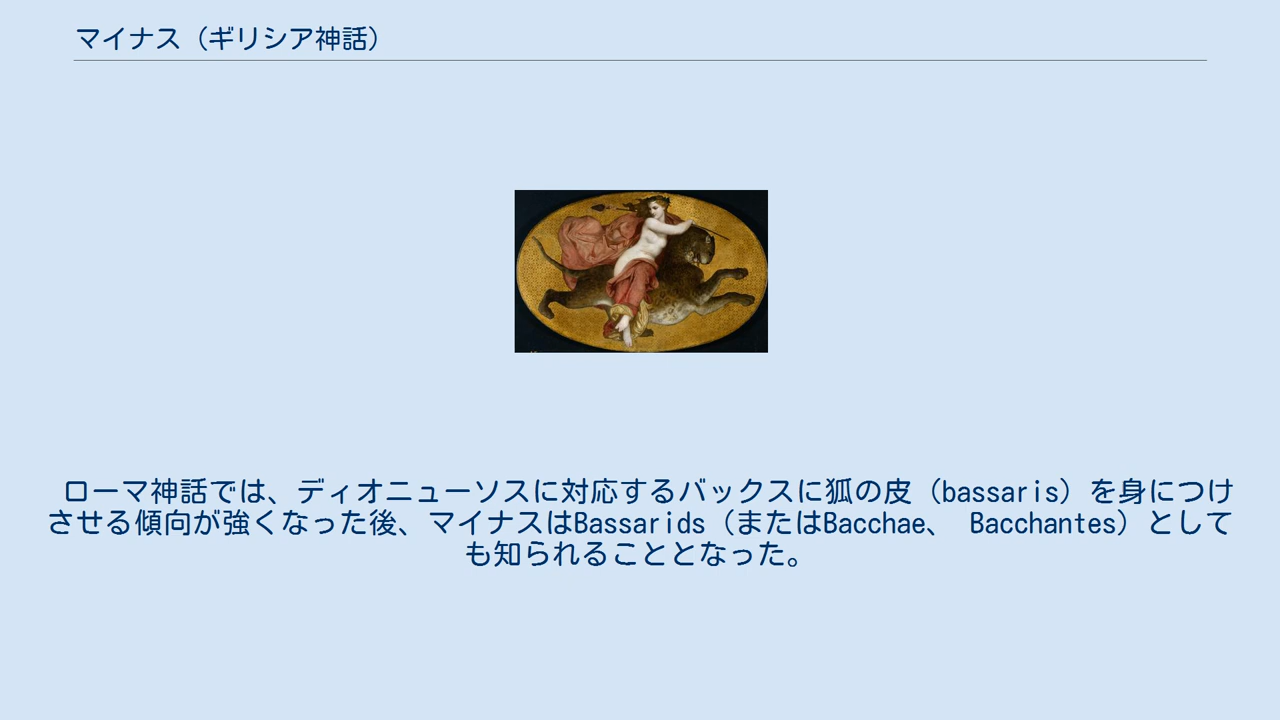 マイナス（ギリシア神話）
ローマ神話では、ディオニューソスに対応するバックスに狐の皮（bassaris）を身につけ
させる傾向が強くなった後、マイナスはBassarids（またはBacchae、 Bacchantes）として
も知られることとなった。